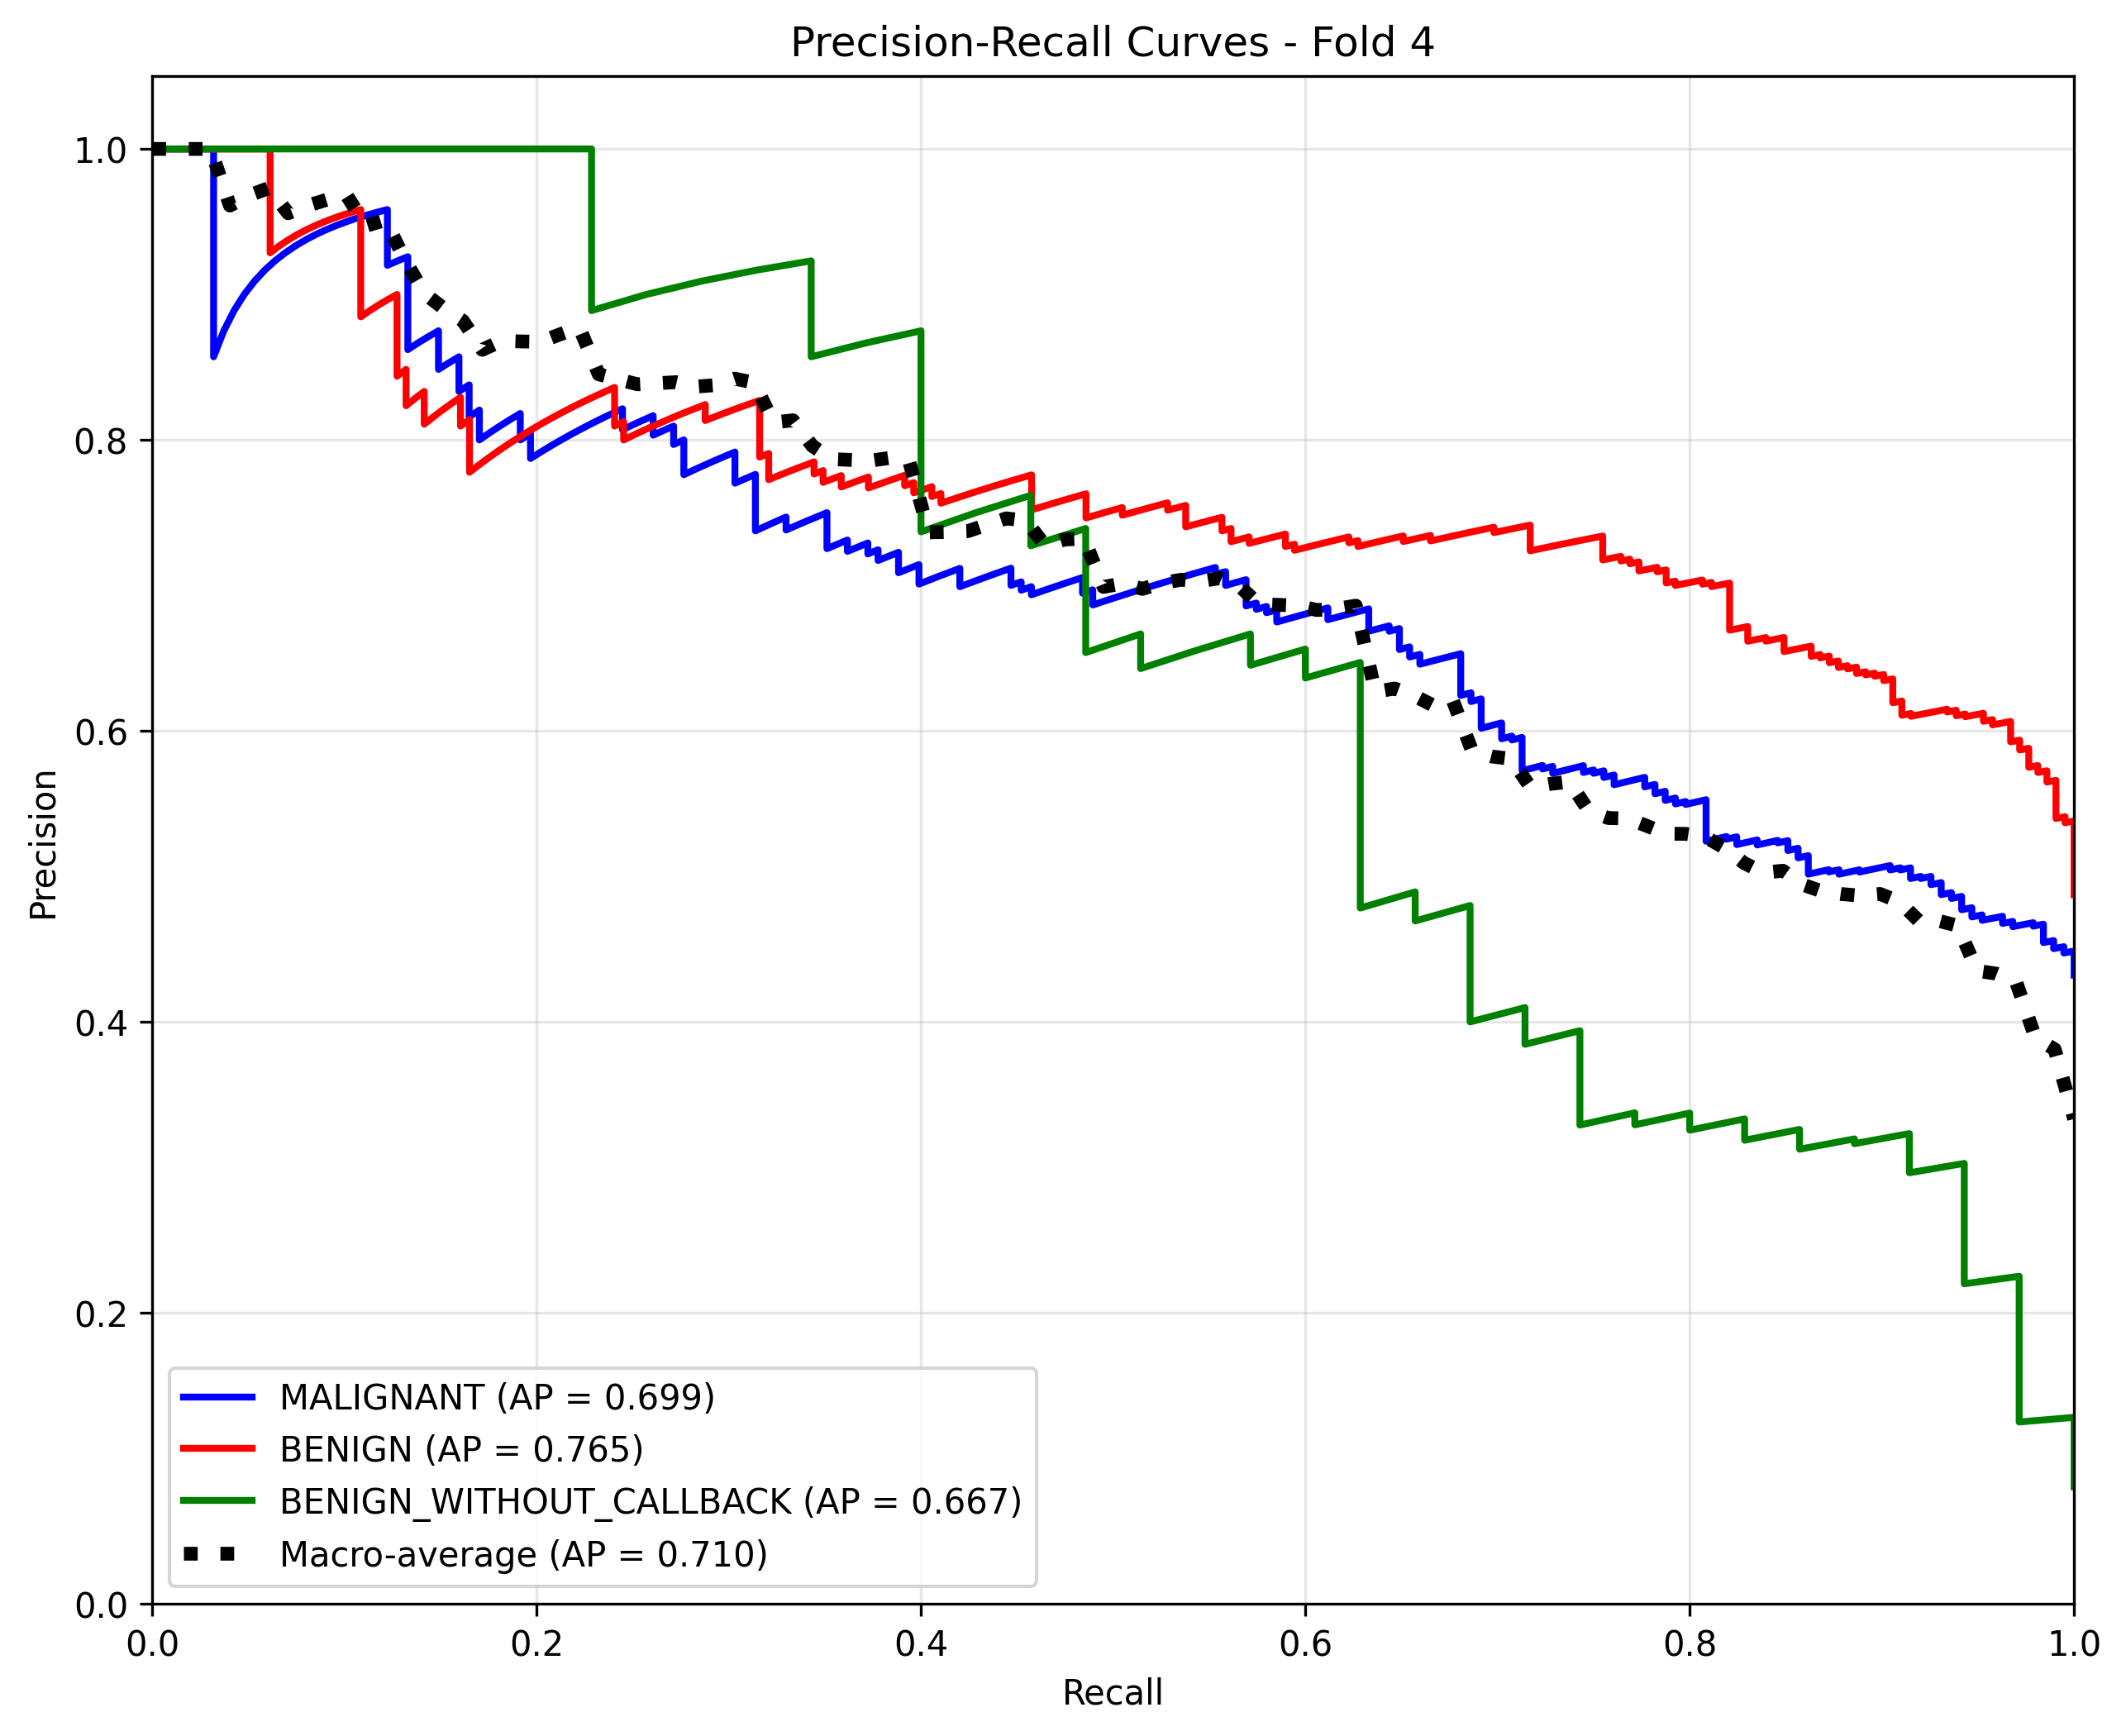 Precision-Recall Curves - Fold 4
Precision
1.0
0.8
0.6
0.4
0.2
0.0
MALIGNANT (AP = 0.699)
BENIGN (AP = 0.765)
BENIGN_WITHOUT_CALLBACK (AP = 0.667)
Macro-average (AP = 0.710)
0.0 0.2 0.4 0.6 0.8 1.0
Recall